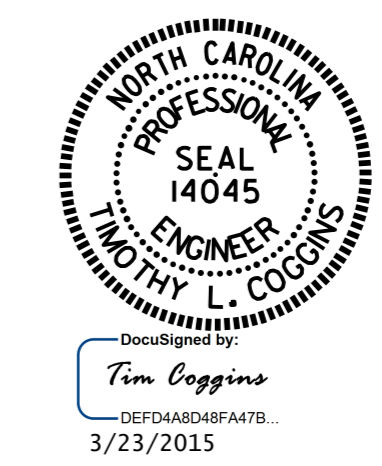 NORTH CAROLINA
PROFESSIONAL
SEAL
14045
ENGINEER
TIMOTHY L. COGGINS
DocuSigned by:
Tim Coggins
DEFD4A8D48FA47B...
3/23/2015